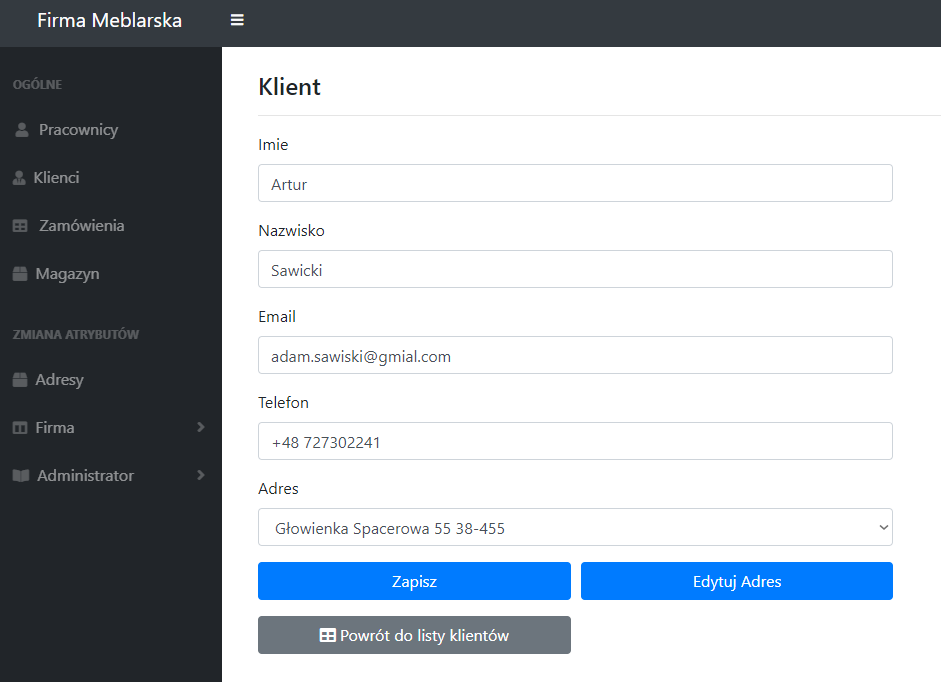 Firma Meblarska
OGÓLNE
Pracownicy
Klienci
Zamówienia
Magazyn
ZMIANA ATRYBUTÓW
Adresy
Firma
Administrator
Klient
Imie
Artur
Nazwisko
Sawicki
Email
adam.sawiski@gmial.com
Telefon
+48 727302241
Adres
Głowienka Spacerowa 55 38-455
Zapisz
Edytuj Adres
Powrót do listy klientów